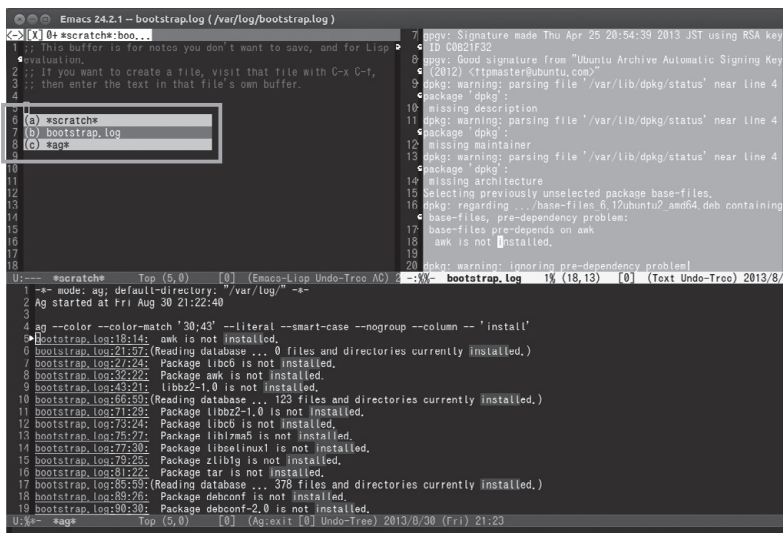 Emacs 24.2.1 -- bootstrap.log ( /var/log/bootstrap.log )
<-> [X] 0+ *scratch*:boo...
1 ;; This buffer is for notes you don't want to save, and for Lisp
evaluation.
2 ;; If you want to create a file, visit that file with C-x C-f,
3 ;; then enter the text in that file's own buffer.
4
5
6 (a) *scratch*
7 (b) bootstrap.log
8 (c) *ag*
9
10
11
12
13
14
15
16
17
18
U:--- *scratch* Top (5,0) [0] (Emacs-Lisp Undo-Tree AC) 2
7 gpgv: Signature made Thu Apr 25 20:54:39 2013 JST using RSA key
ID C0B21F32
8 gpgv: Good signature from "Ubuntu Archive Automatic Signing Key
(2012) <ftpmaster@ubuntu.com>"
9 dpkg: warning: parsing file '/var/lib/dpkg/status' near line 4
package 'dpkg':
10 missing description
11 dpkg: warning: parsing file '/var/lib/dpkg/status' near line 4
package 'dpkg':
12 missing maintainer
13 dpkg: warning: parsing file '/var/lib/dpkg/status' near line 4
package 'dpkg':
14 missing architecture
15 Selecting previously unselected package base-files.
16 dpkg: regarding .../base-files_6.12ubuntu2_amd64.deb containing
base-files, pre-dependency problem:
17 base-files pre-depends on awk
18 awk is not installed.
19
20 dpkg: warning: ignoring pre-dependency problem!
-:%%- bootstrap.log 1% (18,13) [0] (Text Undo-Tree) 2013/8/
1 -*- mode: ag; default-directory: "/var/log/" -*-
2 Ag started at Fri Aug 30 21:22:40
3
4 ag --color --color-match '30;43' --literal --smart-case --nogroup --column -- 'install'
5 bootstrap.log:18:14: awk is not installed.
6 bootstrap.log:21:57:(Reading database ... 0 files and directories currently installed.)
7 bootstrap.log:27:24: Package libc6 is not installed.
8 bootstrap.log:32:22: Package awk is not installed.
9 bootstrap.log:43:21: libbz2-1.0 is not installed.
10 bootstrap.log:66:59:(Reading database ... 123 files and directories currently installed.)
11 bootstrap.log:71:29: Package libbz2-1.0 is not installed.
12 bootstrap.log:73:24: Package libc6 is not installed.
13 bootstrap.log:75:27: Package liblzma5 is not installed.
14 bootstrap.log:77:30: Package libselinux1 is not installed.
15 bootstrap.log:79:25: Package zlib1g is not installed.
16 bootstrap.log:81:22: Package tar is not installed.
17 bootstrap.log:85:59:(Reading database ... 378 files and directories currently installed.)
18 bootstrap.log:89:26: Package debconf is not installed.
19 bootstrap.log:90:30: Package debconf-2.0 is not installed.
U:%*- *ag* Top (5,0) [0] (Ag:exit [0] Undo-Tree) 2013/8/30 (Fri) 21:23